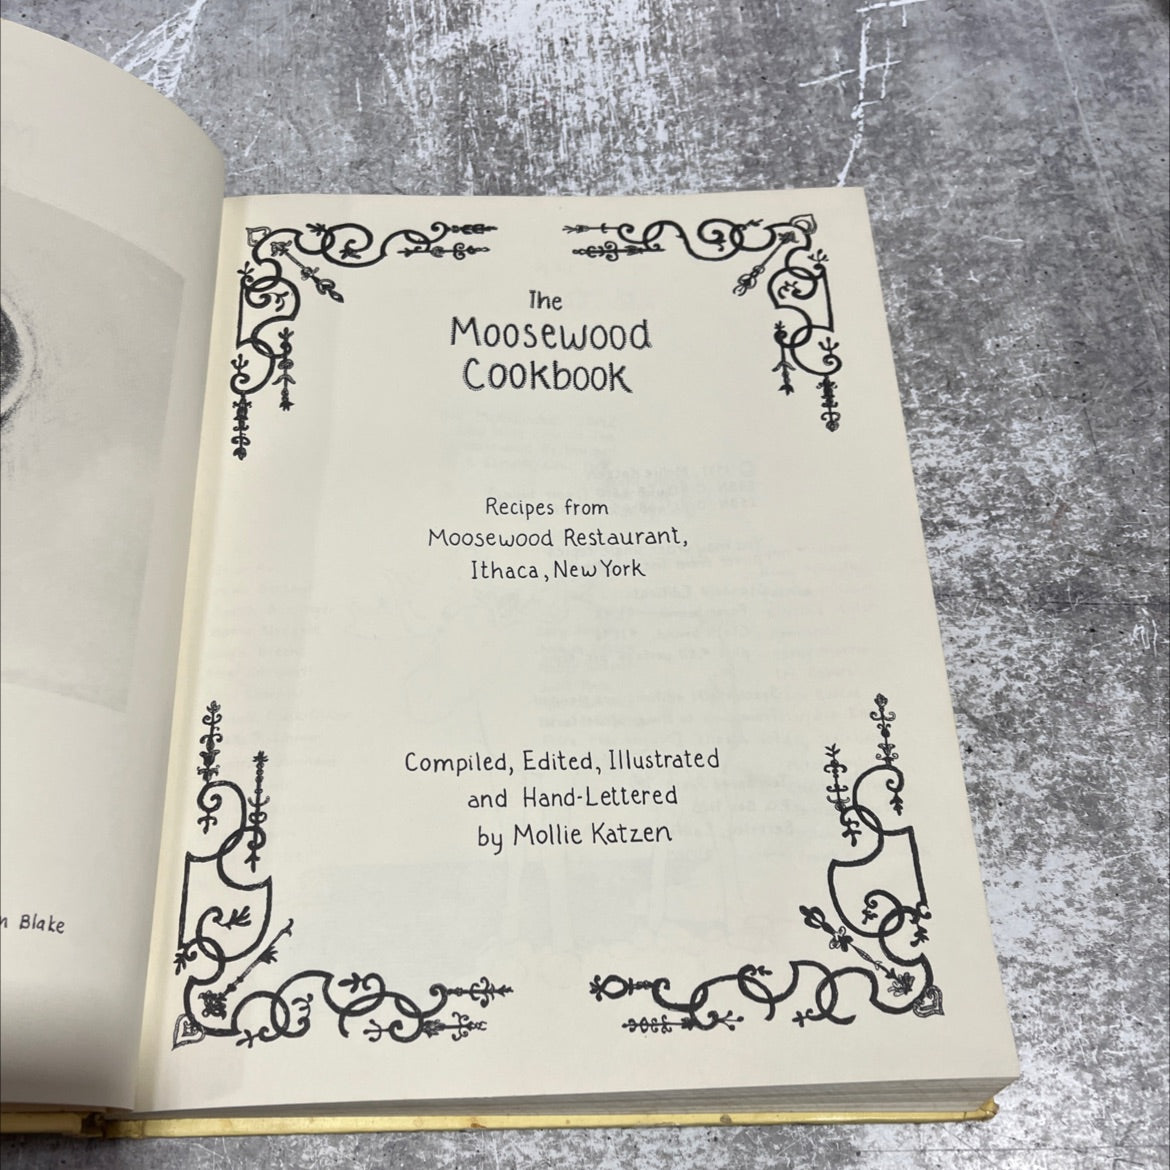 The
Moosewood
Cookbook
Recipes from
Moosewood Restaurant,
Ithaca, New York
Compiled, Edited, Illustrated
and Hand-Lettered
by Mollie Katzen
Blake